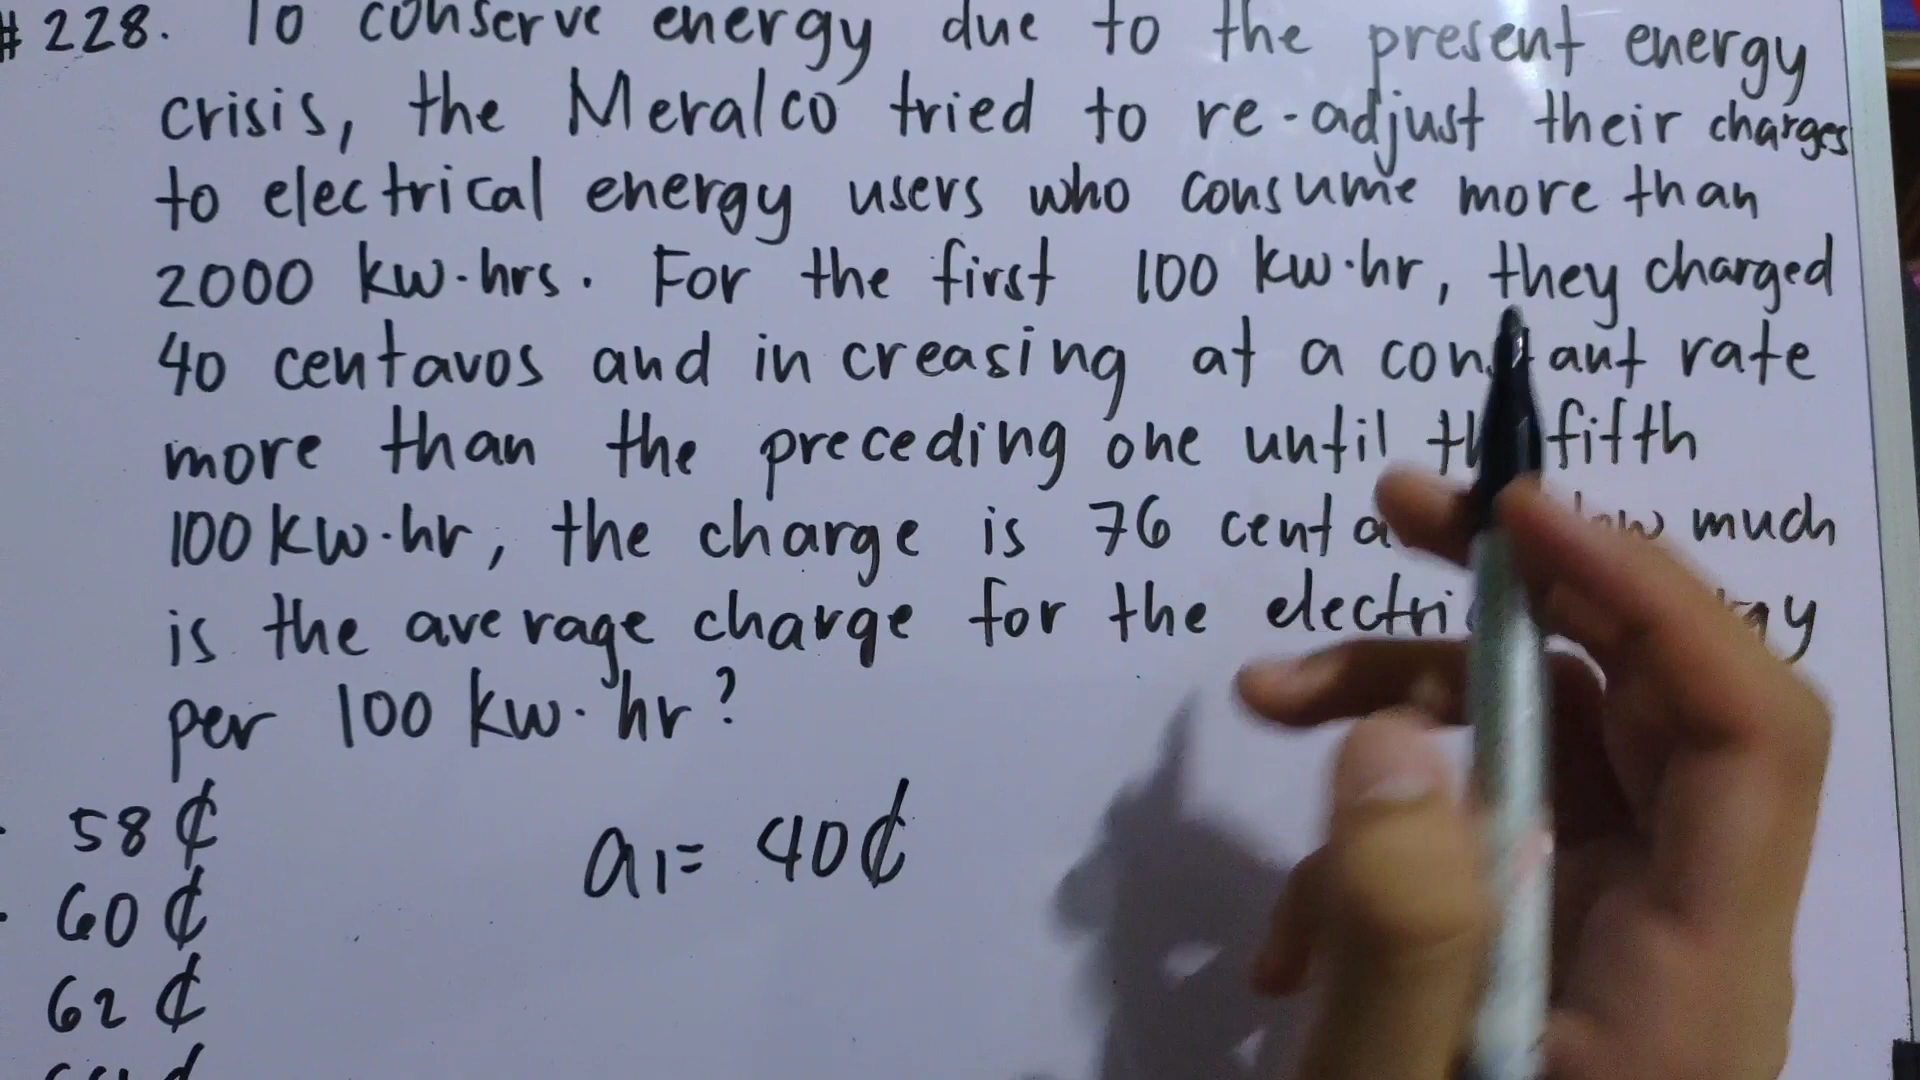 #228. To conserve energy due to the present energy
crisis, the Meralco tried to re-adjust their charges
to electrical energy users who consume more than
2000 kw·hrs. For the first 100 kw·hr, they charged
40 centavos and increasing at a constant rate
more than the preceding one until the fifth
100 kw·hr, the charge is 76 much
is the average charge for the
per 100 kw·hr?
58 ¢
a1 = 40¢
60 ¢
62 ¢